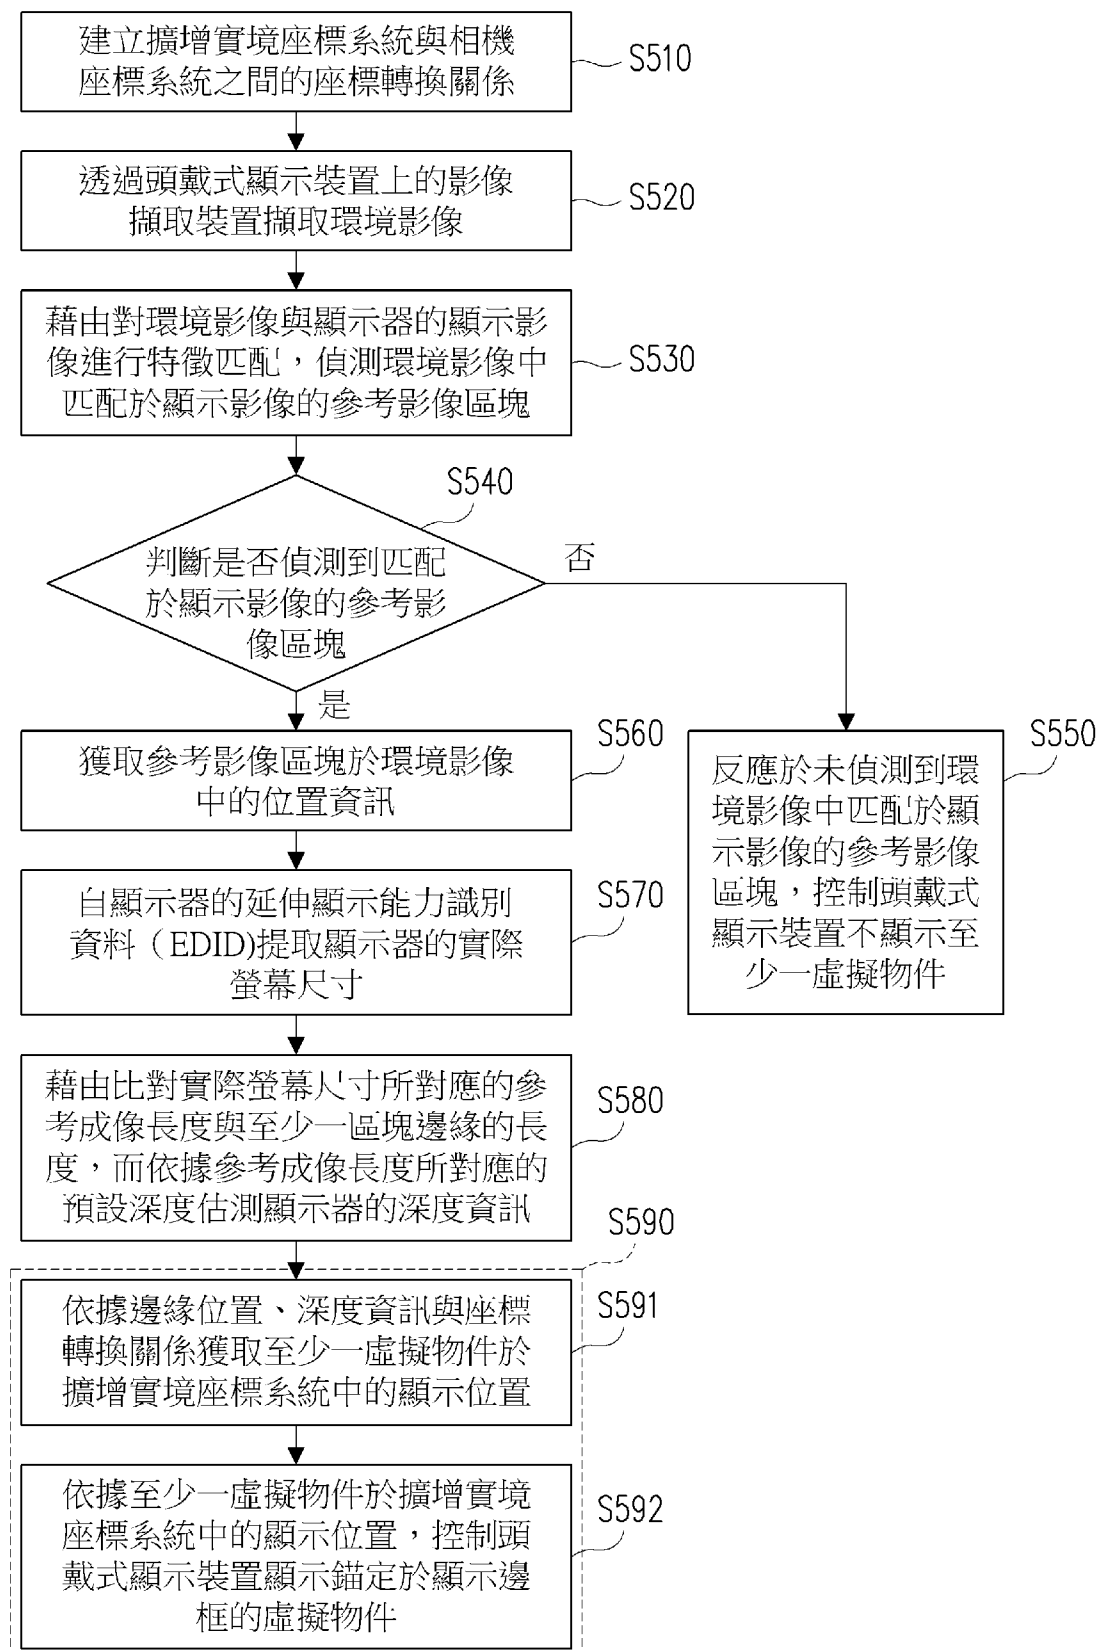 建立擴增實境座標系統與相機
座標系統之間的座標轉換關係
S510
透過頭戴式顯示裝置上的影像
擷取裝置擷取環境影像
S520
藉由對環境影像與顯示器的顯示影
像進行特徵匹配，偵測環境影像中
匹配於顯示影像的參考影像區塊
S530
S540
判斷是否偵測到匹配
於顯示影像的參考影
像區塊
否
是
S560
獲取參考影像區塊於環境影像
中的位置資訊
S550
反應於未偵測到環
境影像中匹配於顯
示影像的參考影像
區塊，控制頭戴式
顯示裝置不顯示至
少一虛擬物件
S570
自顯示器的延伸顯示能力識別
資料（EDID)提取顯示器的實際
螢幕尺寸
S580
藉由比對實際螢幕尺寸所對應的參
考成像長度與至少一區塊邊緣的長
度，而依據參考成像長度所對應的
預設深度估測顯示器的深度資訊
S590
S591
依據邊緣位置、深度資訊與座標
轉換關係獲取至少一虛擬物件於
擴增實境座標系統中的顯示位置
S592
依據至少一虛擬物件於擴增實境
座標系統中的顯示位置，控制頭
戴式顯示裝置顯示錨定於顯示邊
框的虛擬物件